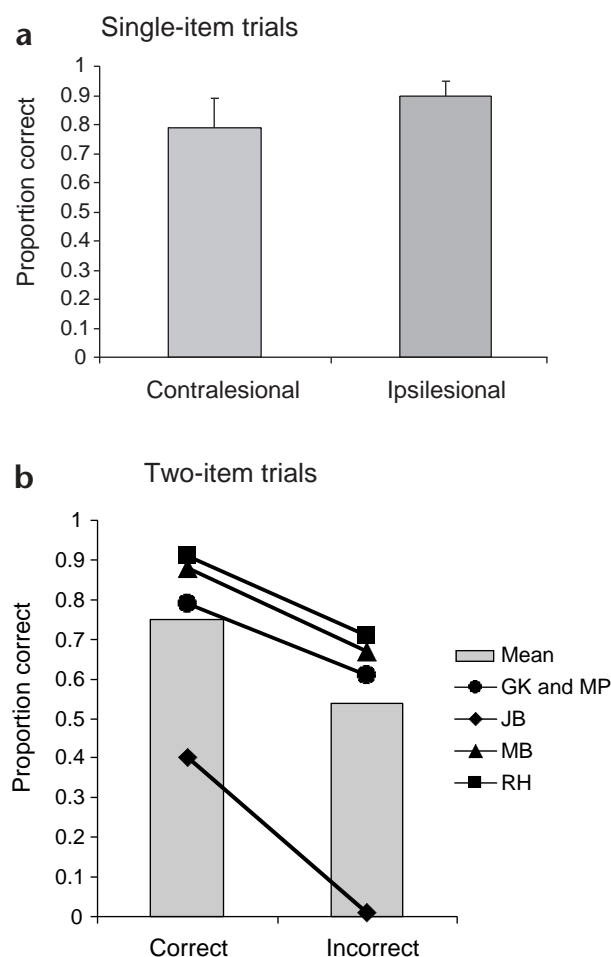 a
Single-item trials
Proportion correct
1
0.9
0.8
0.7
0.6
0.5
0.4
0.3
0.2
0.1
0
Contralesional Ipsilesional
b
Two-item trials
Proportion correct
1
0.9
0.8
0.7
0.6
0.5
0.4
0.3
0.2
0.1
0
Correct Incorrect
Mean
GK and MP
JB
MB
RH